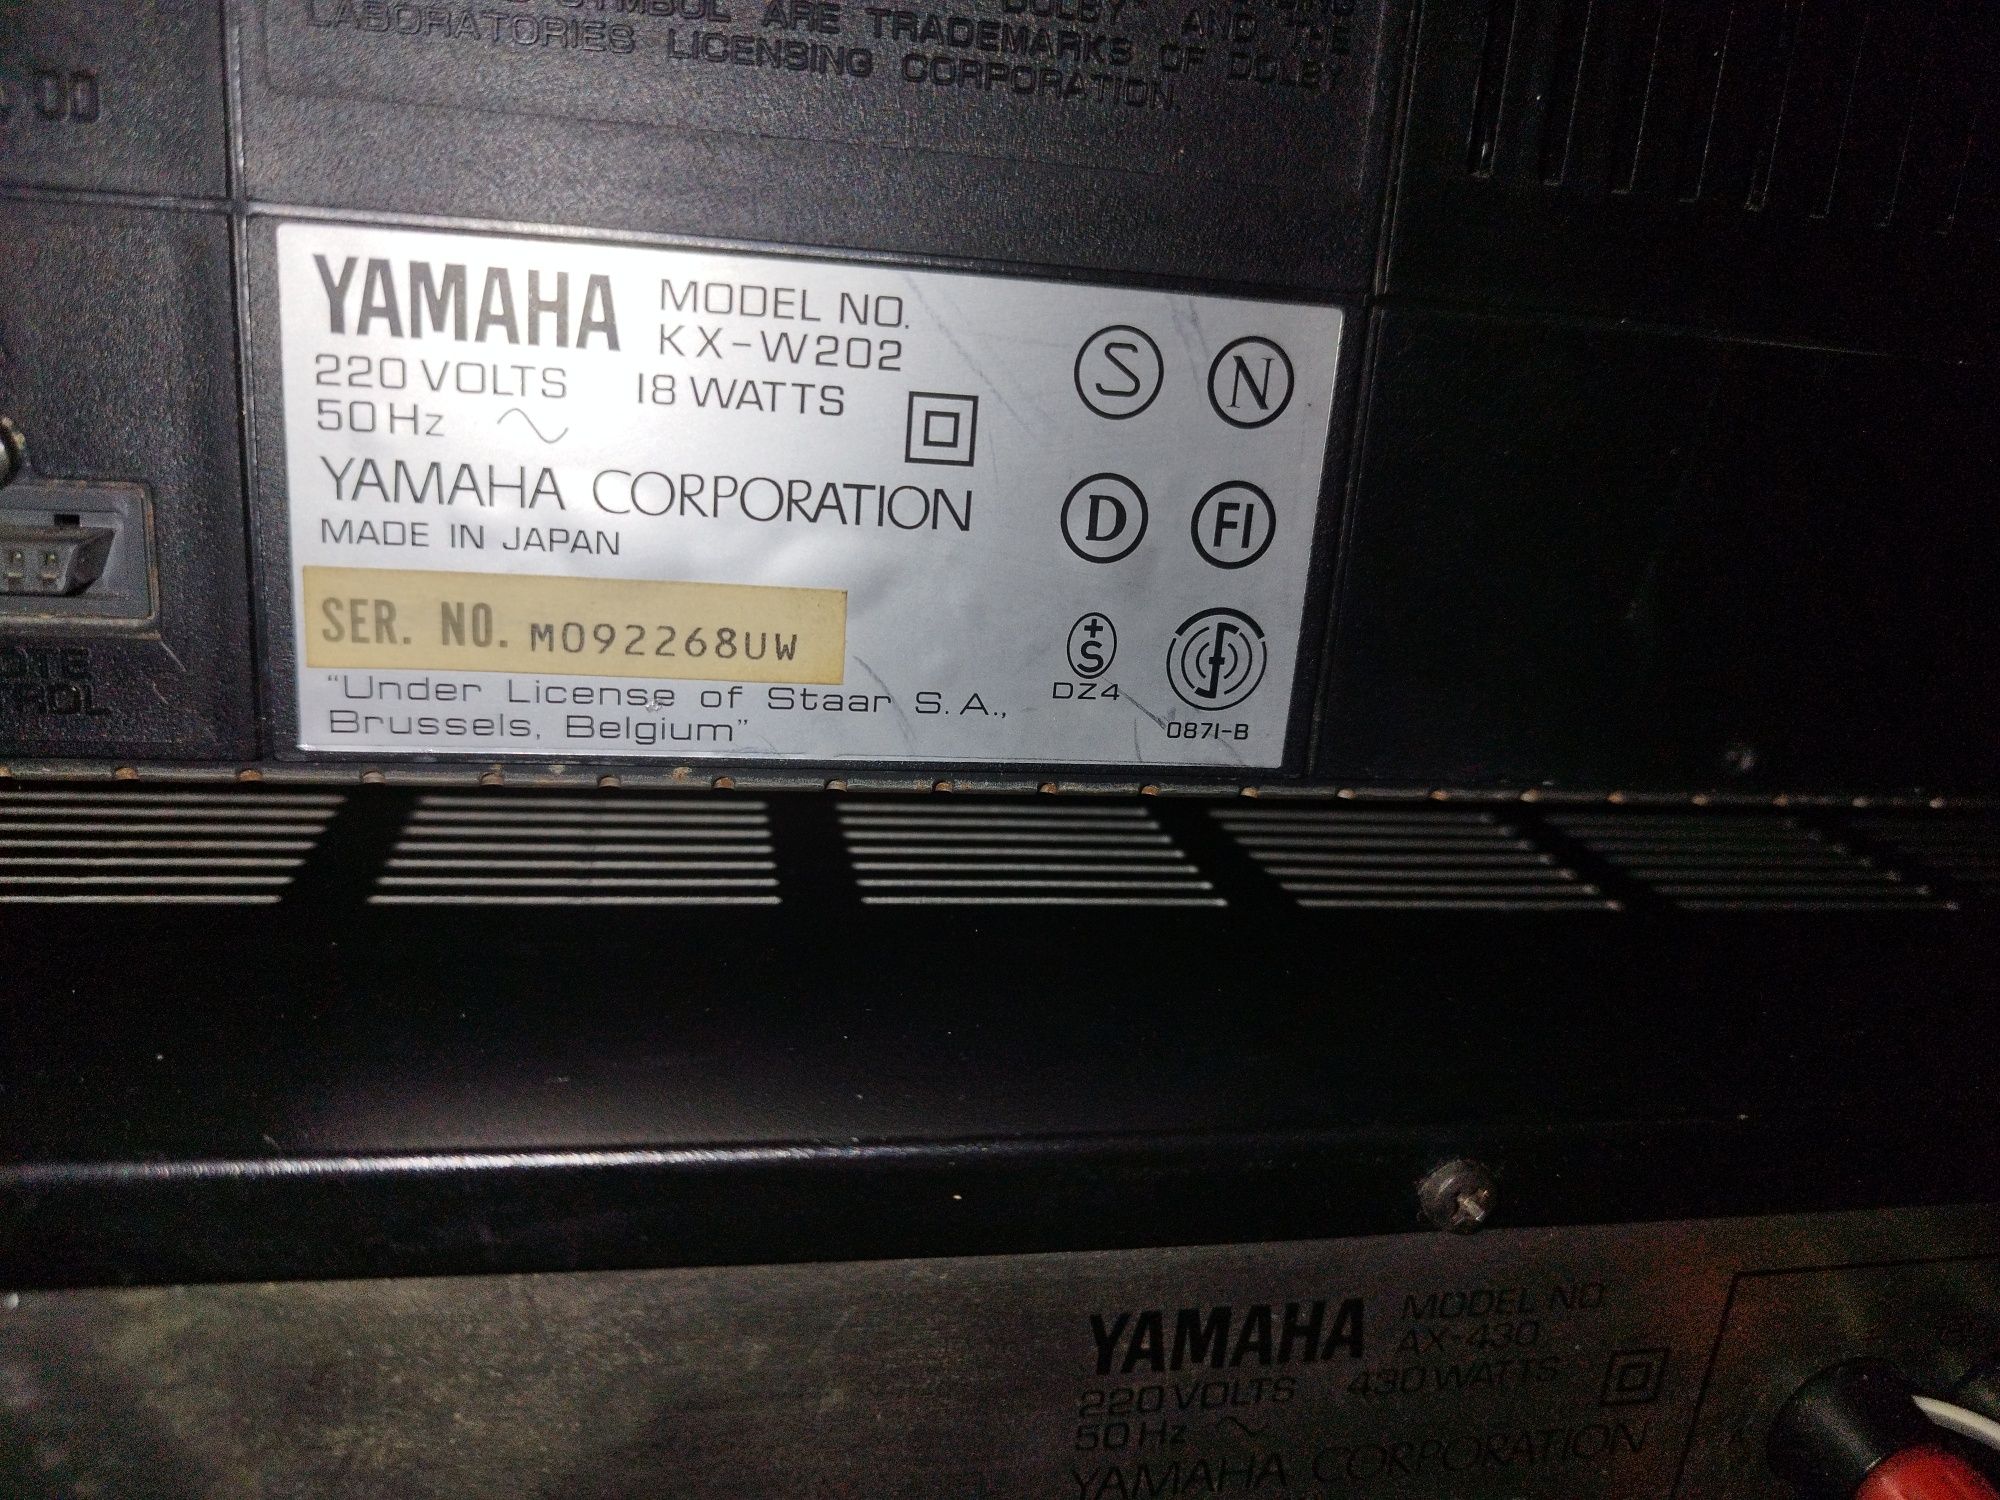 SYMBOL ARE TRADEMARKS OF DOLBY
LABORATORIES LICENSING CORPORATION.
YAMAHA MODEL NO.
KX-W202
220 VOLTS 18 WATTS
50 Hz
YAMAHA CORPORATION
MADE IN JAPAN
SER. NO. M092268UW
"Under License of Staar S.A.,
Brussels, Belgium"
S N
D FI
+S
DZ4
0871-B
YAMAHA MODEL NO
AX-430
220 VOLTS 430 WATTS
50 Hz
YAMAHA CORPORATION